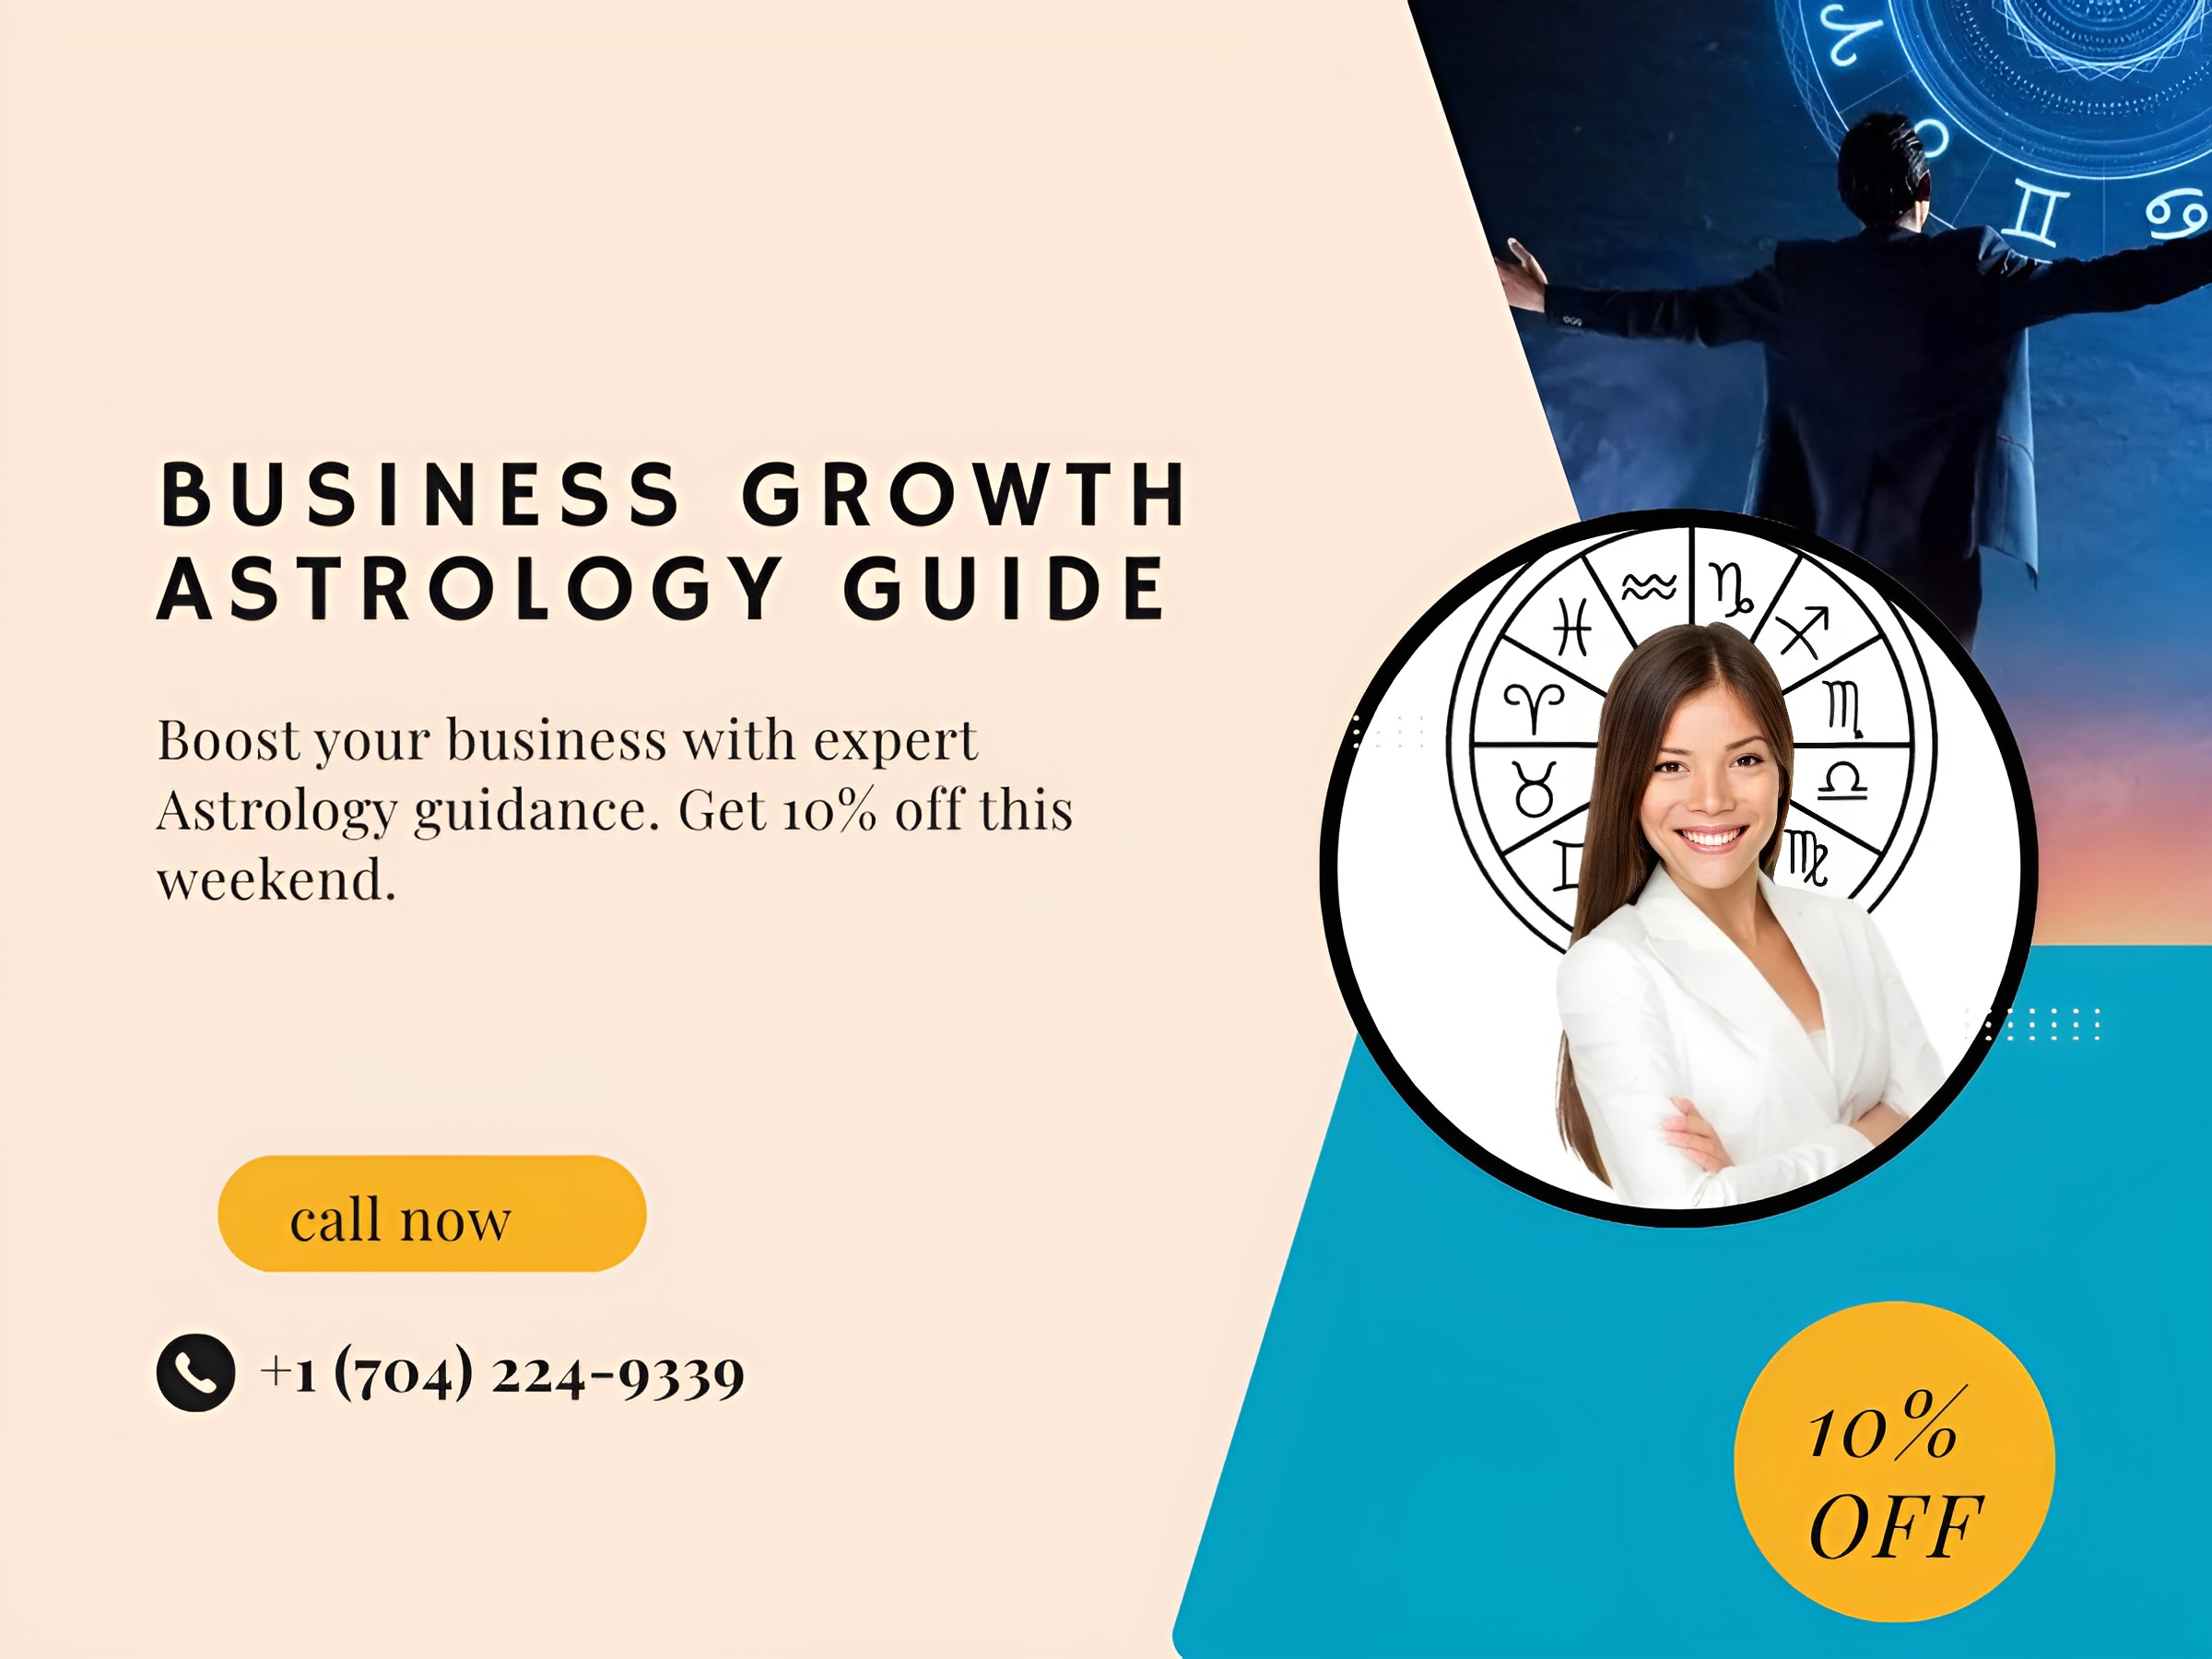 BUSINESS GROWTH
ASTROLOGY GUIDE
Boost your business with expert
Astrology guidance. Get 10% off this
weekend.
call now
+1 (704) 224-9339
10%
OFF